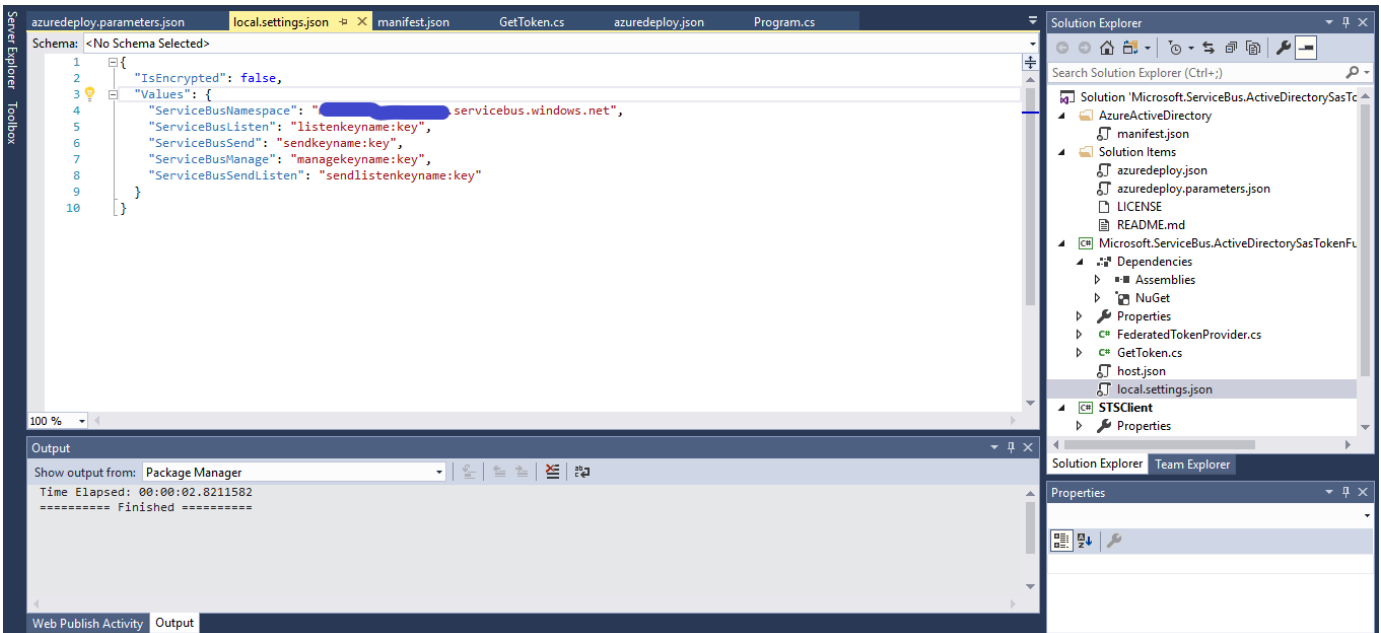 Server Explorer
Toolbox
azuredeploy.parameters.json local.settings.json manifest.json GetToken.cs azuredeploy.json Program.cs
Schema: <No Schema Selected>
1 {
2 "IsEncrypted": false,
3 "Values": {
4 "ServiceBusNamespace": " .servicebus.windows.net",
5 "ServiceBusListen": "listenkeyname:key",
6 "ServiceBusSend": "sendkeyname:key",
7 "ServiceBusManage": "managekeyname:key",
8 "ServiceBusSendListen": "sendlistenkeyname:key"
9 }
10 }
100 %
Output
Show output from: Package Manager
Time Elapsed: 00:00:02.8211582
========== Finished ==========
Web Publish Activity Output
Solution Explorer
Search Solution Explorer (Ctrl+;)
Solution 'Microsoft.ServiceBus.ActiveDirectorySasTo
AzureActiveDirectory
manifest.json
Solution Items
azuredeploy.json
azuredeploy.parameters.json
LICENSE
README.md
C# Microsoft.ServiceBus.ActiveDirectorySasTokenFu
Dependencies
Assemblies
NuGet
Properties
C# FederatedTokenProvider.cs
C# GetToken.cs
host.json
local.settings.json
C# STSClient
Properties
Solution Explorer Team Explorer
Properties